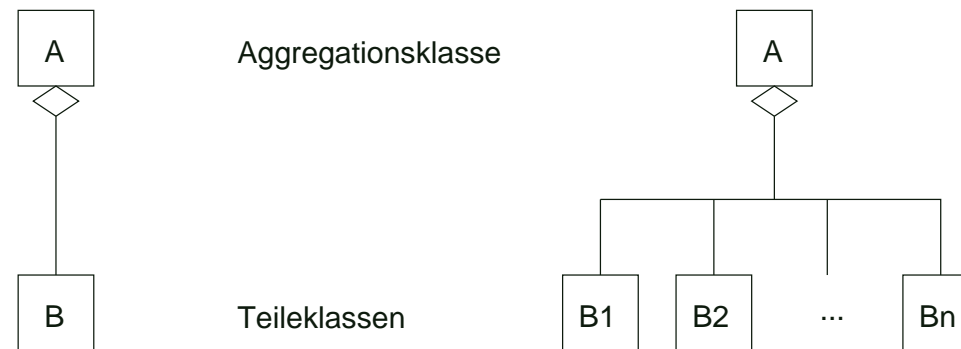 A Aggregationsklasse A
B Teileklassen B1 B2 ... Bn